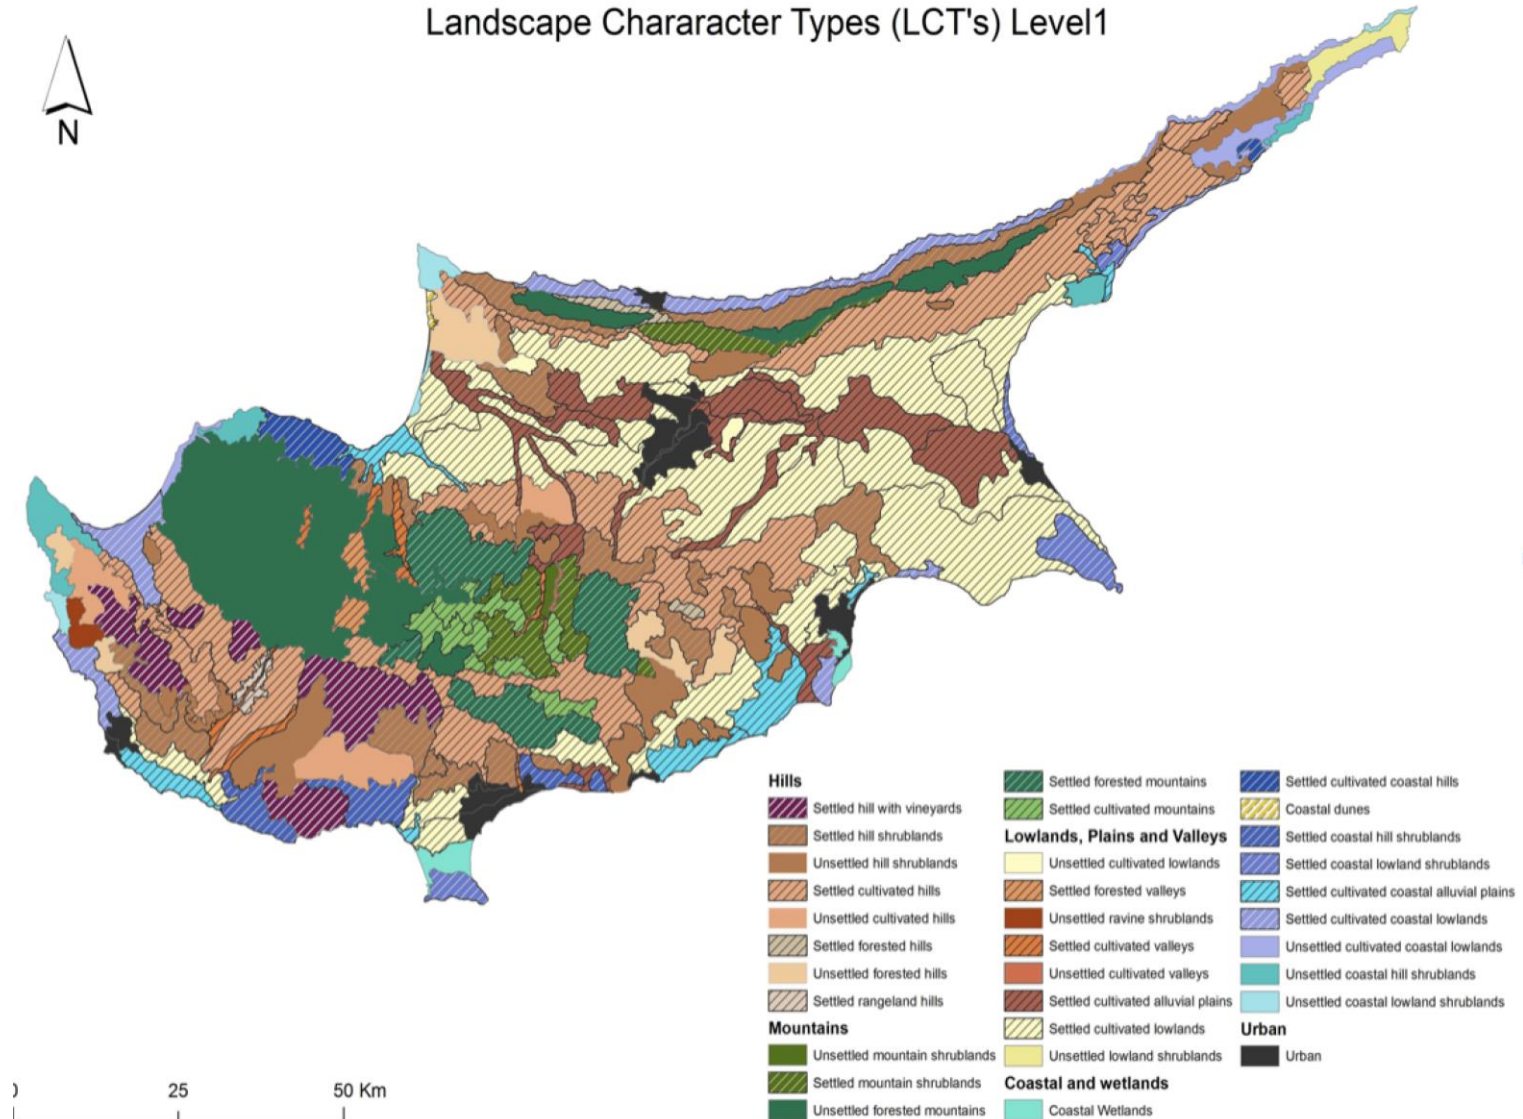 Landscape Chararacter Types (LCT's) Level1
N
Hills
Settled hill with vineyards
Settled hill shrublands
Unsettled hill shrublands
Settled cultivated hills
Unsettled cultivated hills
Settled forested hills
Unsettled forested hills
Settled rangeland hills
Mountains
Unsettled mountain shrublands
Settled mountain shrublands
Unsettled forested mountains
Settled forested mountains
Settled cultivated mountains
Lowlands, Plains and Valleys
Unsettled cultivated lowlands
Settled forested valleys
Unsettled ravine shrublands
Settled cultivated valleys
Unsettled cultivated valleys
Settled cultivated alluvial plains
Settled cultivated lowlands
Unsettled lowland shrublands
Coastal and wetlands
Coastal Wetlands
Settled cultivated coastal hills
Coastal dunes
Settled coastal hill shrublands
Settled coastal lowland shrublands
Settled cultivated coastal alluvial plains
Settled cultivated coastal lowlands
Unsettled cultivated coastal lowlands
Unsettled coastal hill shrublands
Unsettled coastal lowland shrublands
Urban
Urban
0 25 50 Km